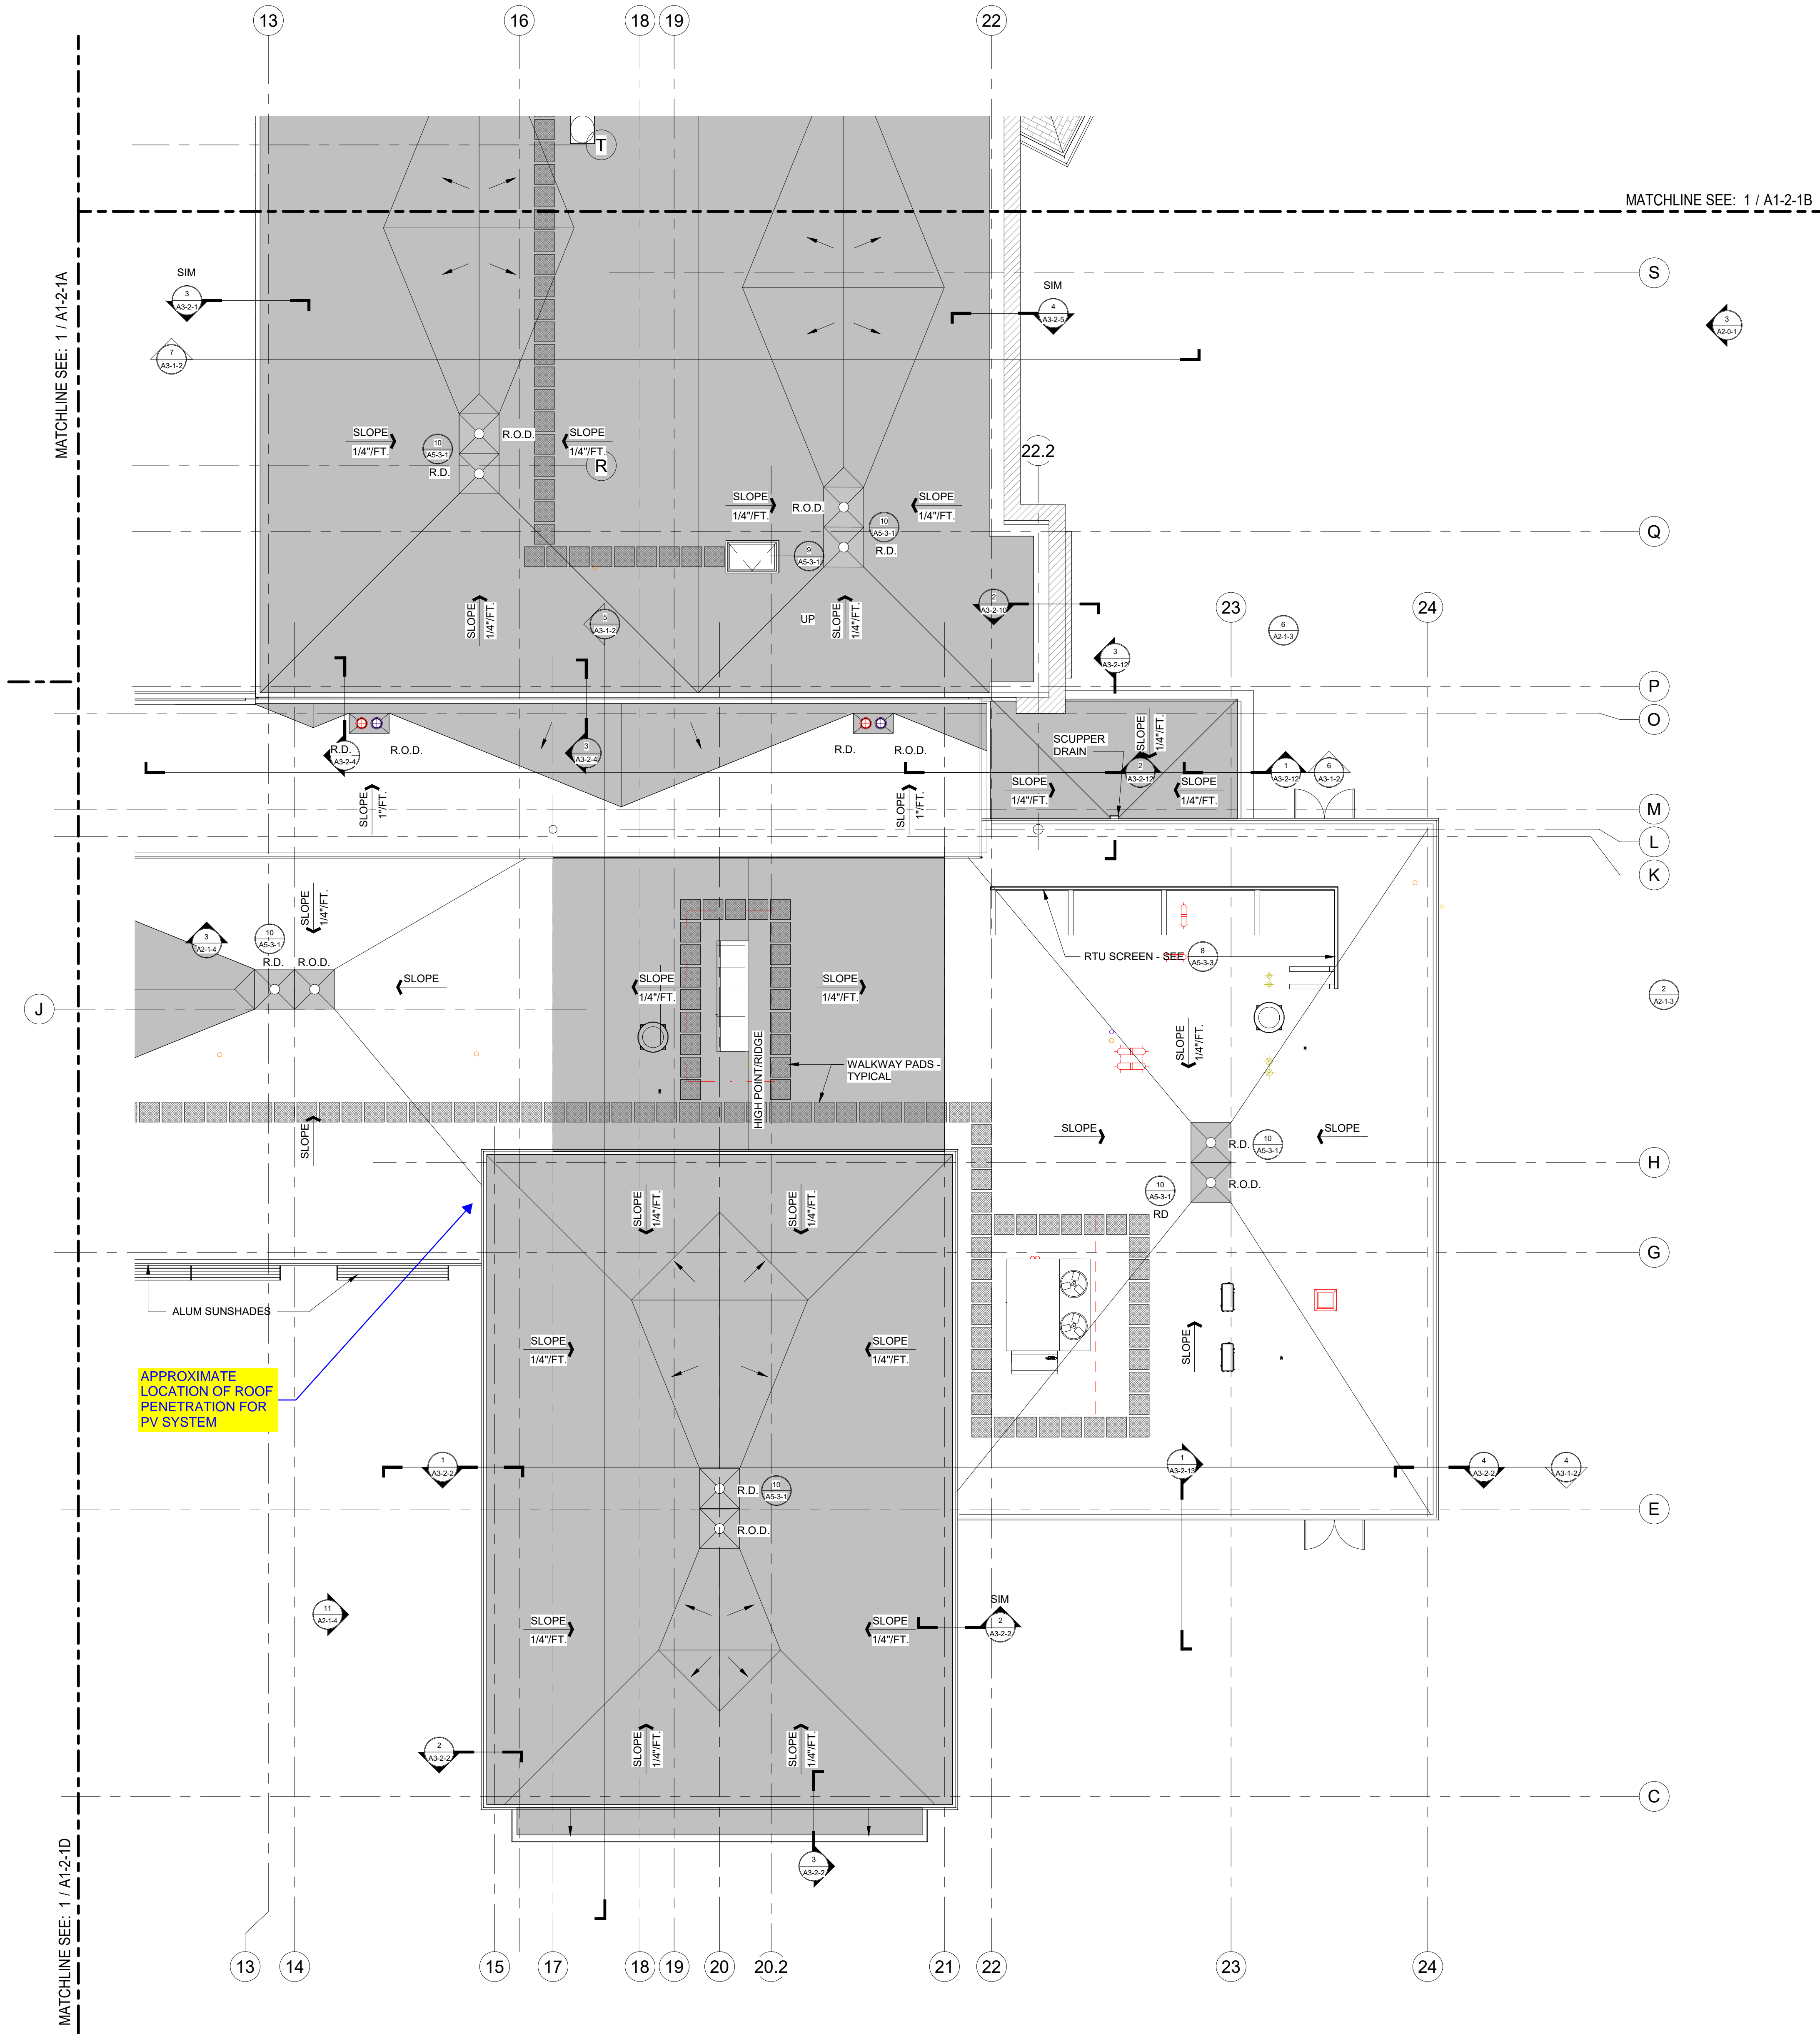 13
16
18
19
22
T
MATCHLINE SEE: 1 / A1-2-1B
MATCHLINE SEE: 1 / A1-2-1A
S
SIM
3
A3-2-1
SIM
4
A3-2-5
3
A2-0-1
7
A3-1-2
SLOPE
1/4"/FT.
10
A5-3-1
R.D.
R.O.D.
SLOPE
1/4"/FT.
R
22.2
SLOPE
1/4"/FT.
R.O.D.
SLOPE
1/4"/FT.
10
A5-3-1
R.D.
9
A5-3-1
Q
SLOPE
1/4"/FT.
5
A3-1-2
UP
SLOPE
1/4"/FT.
2
A3-2-10
23
24
6
A2-1-3
3
A3-2-12
P
O
R.D.
A3-2-4
R.O.D.
3
A3-2-4
R.D.
R.O.D.
SCUPPER
DRAIN
SLOPE
1/4"/FT.
2
A3-2-12
1
A3-2-12
6
A3-1-2
SLOPE
1"/FT.
SLOPE
1"/FT.
SLOPE
1/4"/FT.
SLOPE
1/4"/FT.
M
L
K
SLOPE
1/4"/FT.
3
A2-1-4
10
A5-3-1
R.D.
R.O.D.
SLOPE
SLOPE
1/4"/FT.
SLOPE
1/4"/FT.
RTU SCREEN - SEE
8
A5-3-3
2
A2-1-3
J
HIGH POINT/RIDGE
WALKWAY PADS -
TYPICAL
SLOPE
1/4"/FT.
SLOPE
SLOPE
SLOPE
R.D.
10
A5-3-1
H
R.O.D.
10
A5-3-1
RD
SLOPE
1/4"/FT.
SLOPE
1/4"/FT.
G
ALUM SUNSHADES
SLOPE
1/4"/FT.
SLOPE
1/4"/FT.
SLOPE
APPROXIMATE
LOCATION OF ROOF
PENETRATION FOR
PV SYSTEM
1
A3-2-2
1
A3-2-13
4
A3-2-2
4
A3-1-2
R.D.
10
A5-3-1
R.O.D.
E
11
A2-1-4
SLOPE
1/4"/FT.
SLOPE
1/4"/FT.
SIM
2
A3-2-2
2
A3-2-2
SLOPE
1/4"/FT.
SLOPE
1/4"/FT.
C
3
A3-2-2
MATCHLINE SEE: 1 / A1-2-1D
13
14
15
17
18
19
20
20.2
21
22
23
24